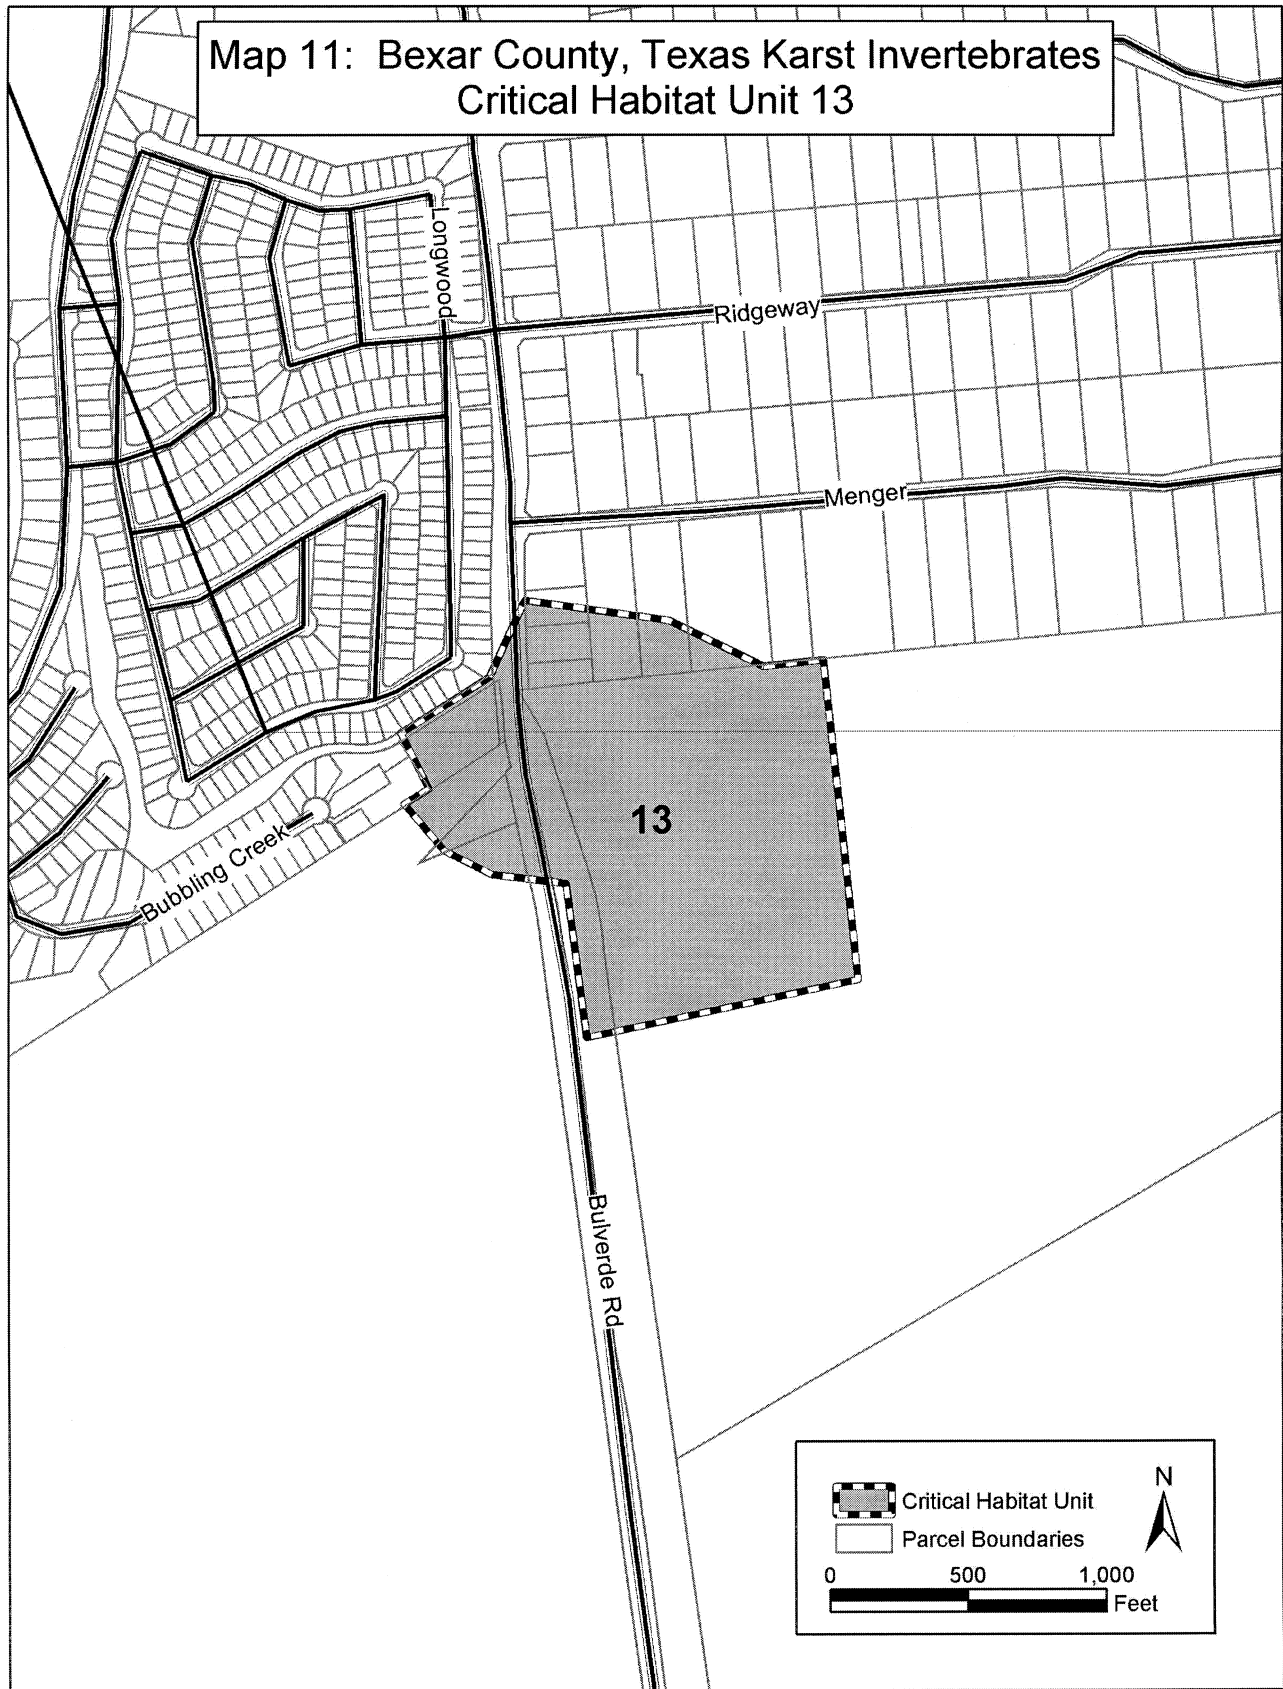 Map 11: Bexar County, Texas Karst Invertebrates
Critical Habitat Unit 13
Longwood
Ridgeway
Menger
13
Bubbling Creek
Bulverde Rd
N
Critical Habitat Unit
Parcel Boundaries
0 500 1,000
Feet